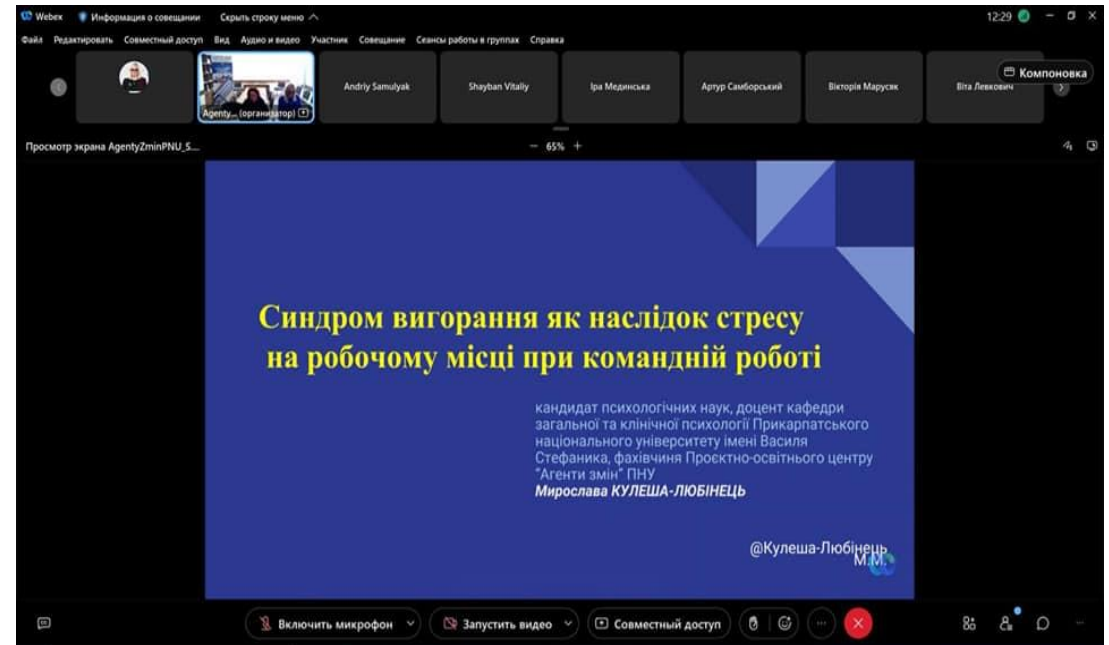 Webex Информация о совещании Скрыть строку меню 12:29
Файл Редактировать Совместный доступ Вид Аудио и видео Участник Совещание Сеансы работы в группах Справка
Компоновка
Agenty... (организатор)
Andriy Samulyak
Shayban Vitaliy
Іра Мединська
Артур Самборський
Вікторія Марусяк
Віта Левкович
Просмотр экрана AgentyZminPNU_S... − 65% +
Синдром вигорання як наслідок стресу
на робочому місці при командній роботі
кандидат психологічних наук, доцент кафедри
загальної та клінічної психології Прикарпатського
національного університету імені Василя
Стефаника, фахівчиня Проєктно-освітнього центру
“Агенти змін” ПНУ
Мирослава КУЛЕША-ЛЮБІНЕЦЬ
@Кулеша-Любінець
М.М.
Включить микрофон Запустить видео Совместный доступ